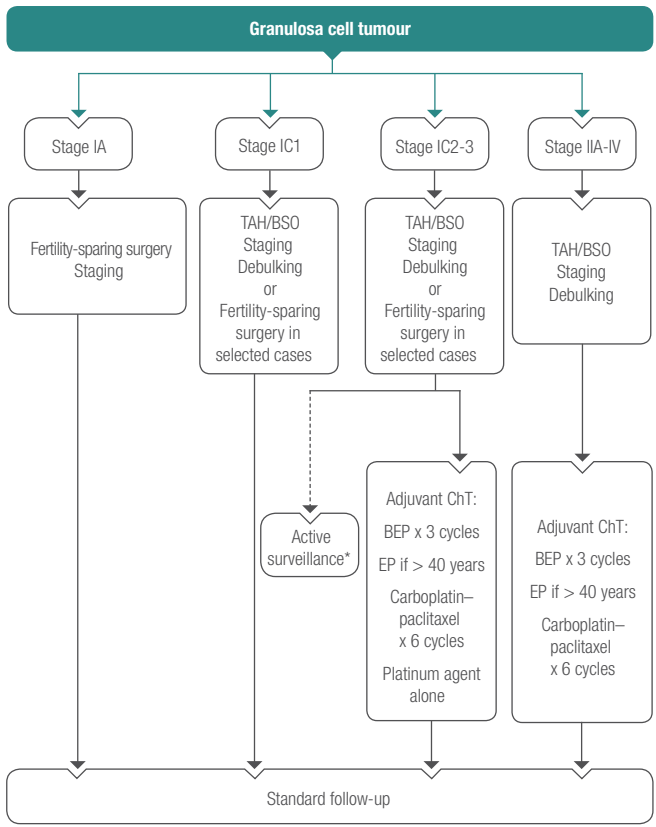 Granulosa cell tumour
Stage IA
Stage IC1
Stage IC2-3
Stage IIA-IV
Fertility-sparing surgery
Staging
TAH/BSO
Staging
Debulking
or
Fertility-sparing
surgery in
selected cases
TAH/BSO
Staging
Debulking
or
Fertility-sparing
surgery in
selected cases
TAH/BSO
Staging
Debulking
Active
surveillance*
Adjuvant ChT:
BEP x 3 cycles
EP if > 40 years
Carboplatin–
paclitaxel
x 6 cycles
Platinum agent
alone
Adjuvant ChT:
BEP x 3 cycles
EP if > 40 years
Carboplatin–
paclitaxel
x 6 cycles
Standard follow-up